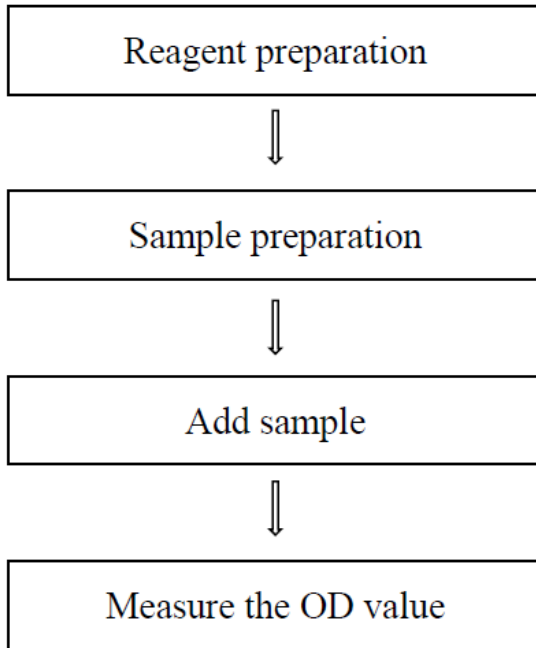 Reagent preparation
Sample preparation
Add sample
Measure the OD value